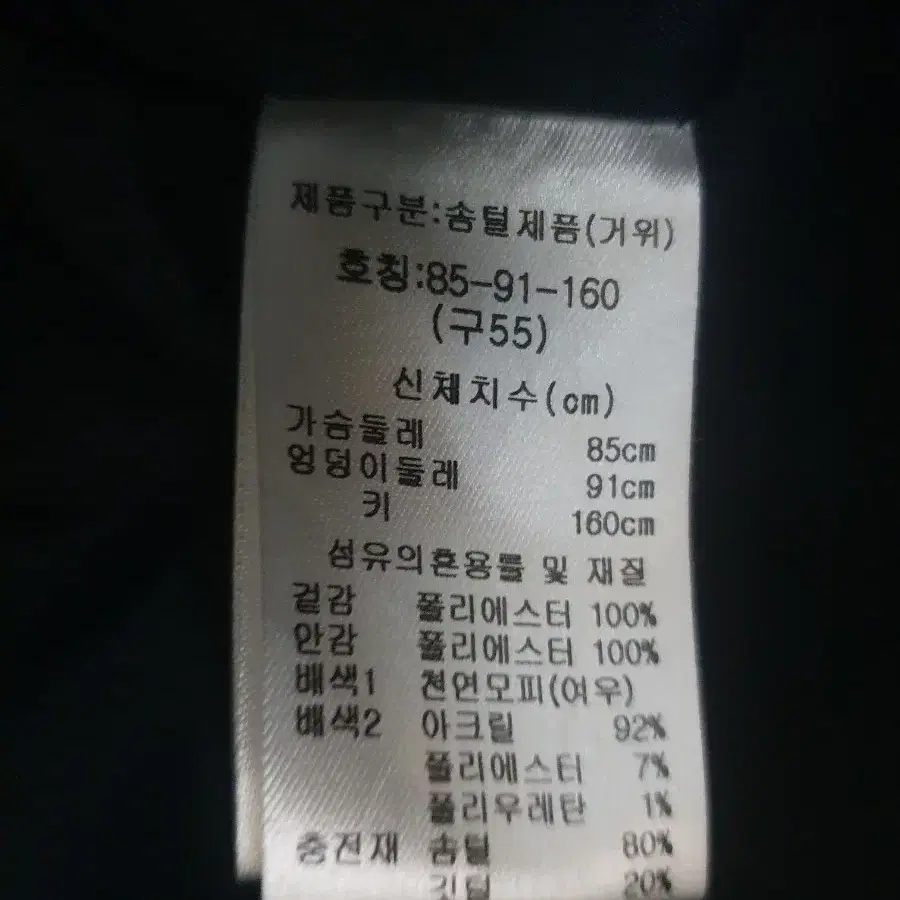 제품구분:솜털제품(거위)
호칭:85-91-160
(구55)
신체치수(cm)
가슴둘레 85cm
엉덩이둘레 91cm
키 160cm
섬유의혼용률 및 재질
겉감 폴리에스터 100%
안감 폴리에스터 100%
배색1 천연모피(여우)
배색2 아크릴 92%
폴리에스터 7%
폴리우레탄 1%
충전재 솜털 80%
깃털 20%